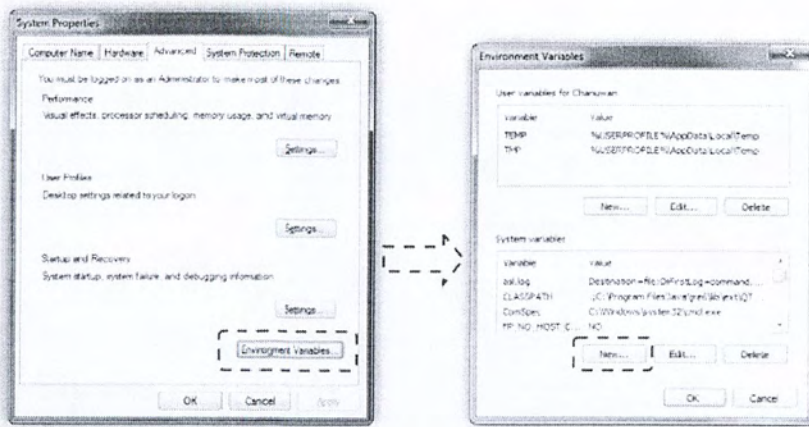 System Properties
Computer Name Hardware Advanced System Protection Remote
You must be logged on as an Administrator to make most of these changes.
Performance
Visual effects, processor scheduling, memory usage, and virtual memory
Settings...
User Profiles
Desktop settings related to your logon
Settings...
Startup and Recovery
System startup, system failure, and debugging information
Settings...
Environment Variables...
OK Cancel Apply
Environment Variables
User variables for Chanuwan
Variable Value
TEMP %USERPROFILE%\AppData\Local\Temp
TMP %USERPROFILE%\AppData\Local\Temp
New... Edit... Delete
System variables
Variable Value
asl.log Destination=file;OnFirstLog=command,...
CLASSPATH .;C:\Program Files\Java\jre6\lib\ext\QT...
ComSpec C:\Windows\system32\cmd.exe
FP_NO_HOST_C... NO
New... Edit... Delete
OK Cancel